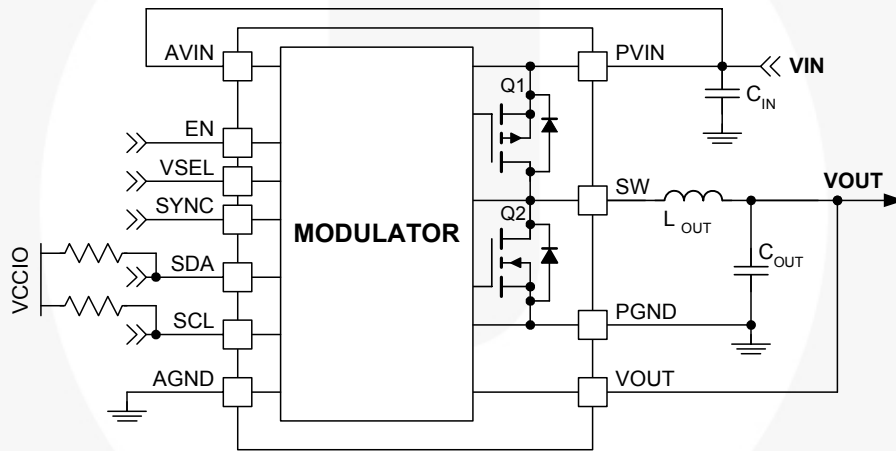 AVIN
PVIN
VIN
Q1
C IN
EN
VSEL
SYNC
SW
VOUT
Q2
L OUT
MODULATOR
VCCIO
SDA
C OUT
SCL
PGND
AGND
VOUT